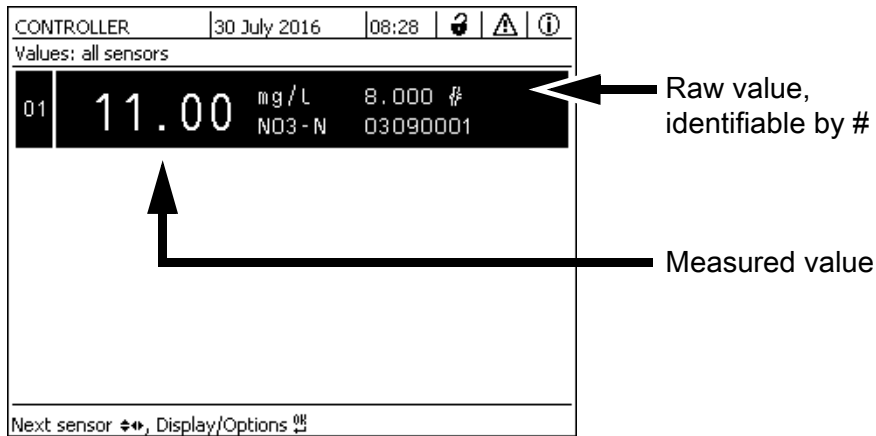 CONTROLLER 30 July 2016 08:28
Values: all sensors
01 11.00 mg/L 8.000 #
NO3-N 03090001
Raw value,
identifiable by #
Measured value
Next sensor, Display/Options OK